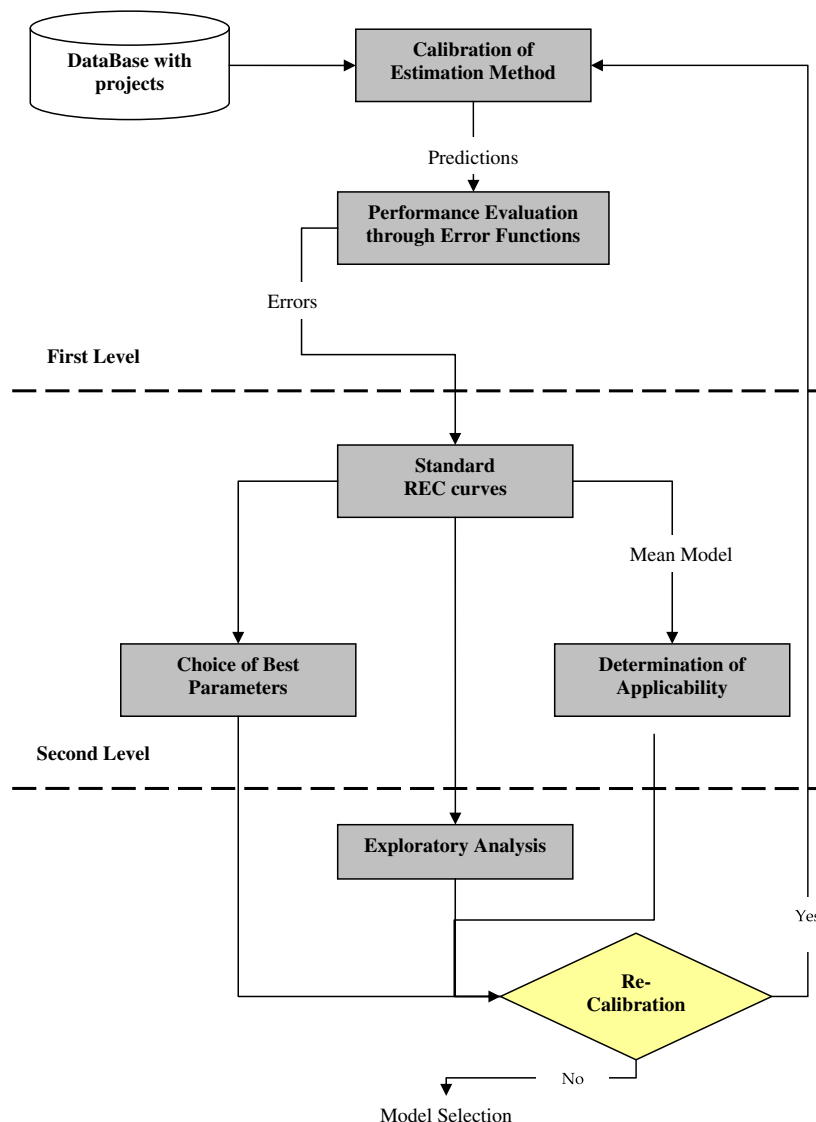 DataBase with
projects
Calibration of
Estimation Method
Predictions
Performance Evaluation
through Error Functions
Errors
First Level
Standard
REC curves
Mean Model
Choice of Best
Parameters
Determination of
Applicability
Second Level
Exploratory Analysis
Yes
Re-
Calibration
No
Model Selection